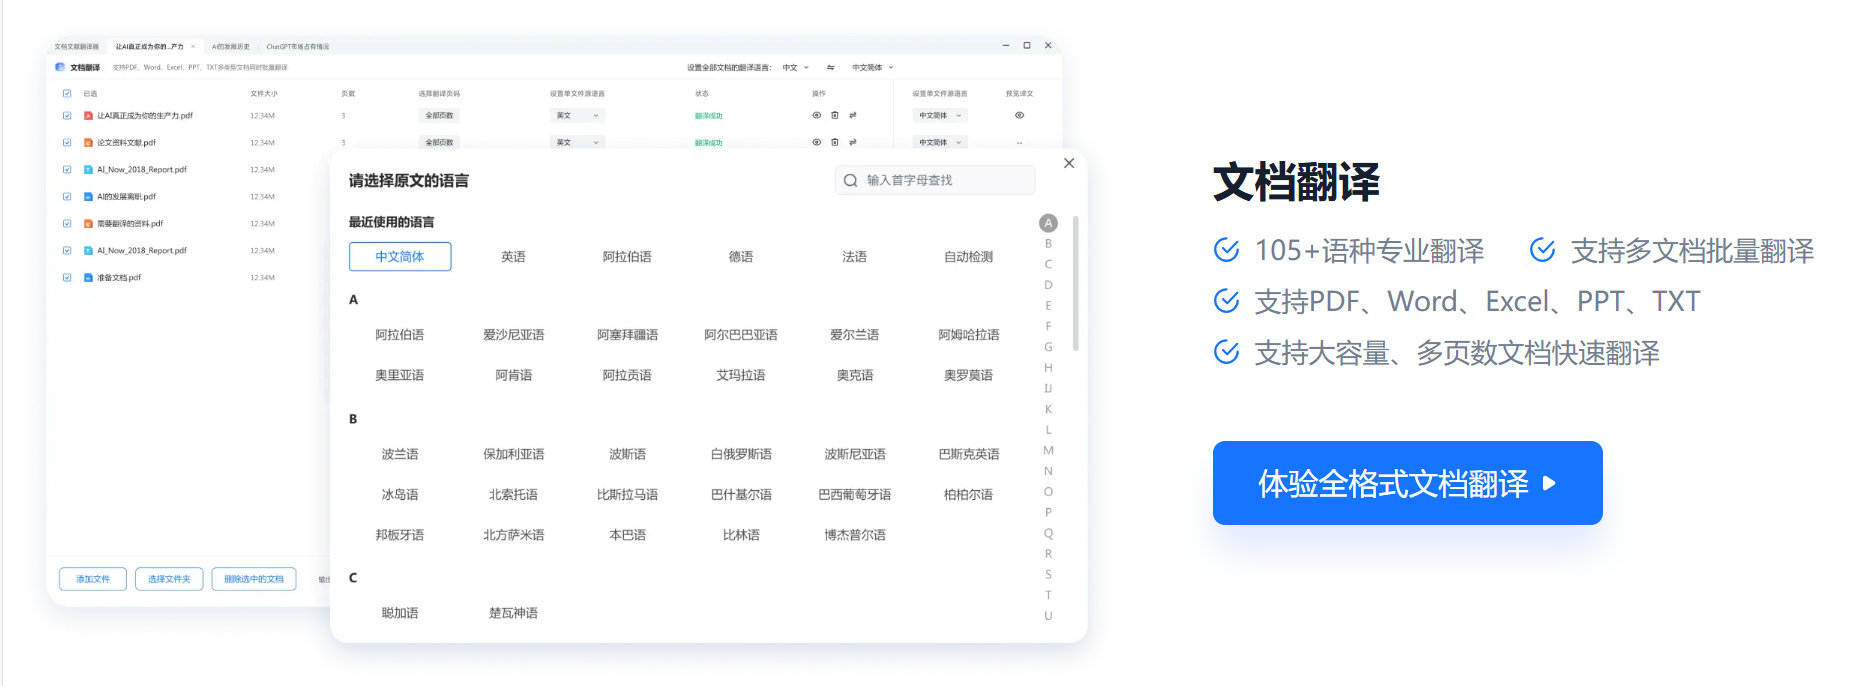 文档文献翻译器 让AI真正成为你的...产力 × AI的发展历史 ChatGPT市场占有情况
文档翻译 支持PDF、Word、Excel、PPT、TXT多类型文档同时批量翻译 设置全部文档的翻译语言: 中文 中文简体
已选 文件大小 页数 选择翻译页码 设置单文件源语言 状态 操作 设置单文件源语言 预览译文
让AI真正成为你的生产力.pdf 12.34M 3 全部页数 英文 翻译成功 中文简体
论文资料文献.pdf 12.34M 3 全部页数 英文 翻译成功 中文简体 --
AI_Now_2018_Report.pdf 12.34M
AI的发展离职.pdf 12.34M
需要翻译的资料.pdf 12.34M
AI_Now_2018_Report.pdf 12.34M
准备文档.pdf 12.34M
添加文件 选择文件夹 删除选中的文档
请选择原文的语言 输入首字母查找
最近使用的语言
中文简体 英语 阿拉伯语 德语 法语 自动检测
A
阿拉伯语 爱沙尼亚语 阿塞拜疆语 阿尔巴巴亚语 爱尔兰语 阿姆哈拉语
奥里亚语 阿肯语 阿拉贡语 艾玛拉语 奥克语 奥罗莫语
B
波兰语 保加利亚语 波斯语 白俄罗斯语 波斯尼亚语 巴斯克英语
冰岛语 北索托语 比斯拉马语 巴什基尔语 巴西葡萄牙语 柏柏尔语
邦板牙语 北方萨米语 本巴语 比林语 博杰普尔语
C
聪加语 楚瓦神语
A
B
C
D
E
F
G
H
IJ
K
L
M
N
O
P
Q
R
S
T
U
文档翻译
105+语种专业翻译 支持多文档批量翻译
支持PDF、Word、Excel、PPT、TXT
支持大容量、多页数文档快速翻译
体验全格式文档翻译